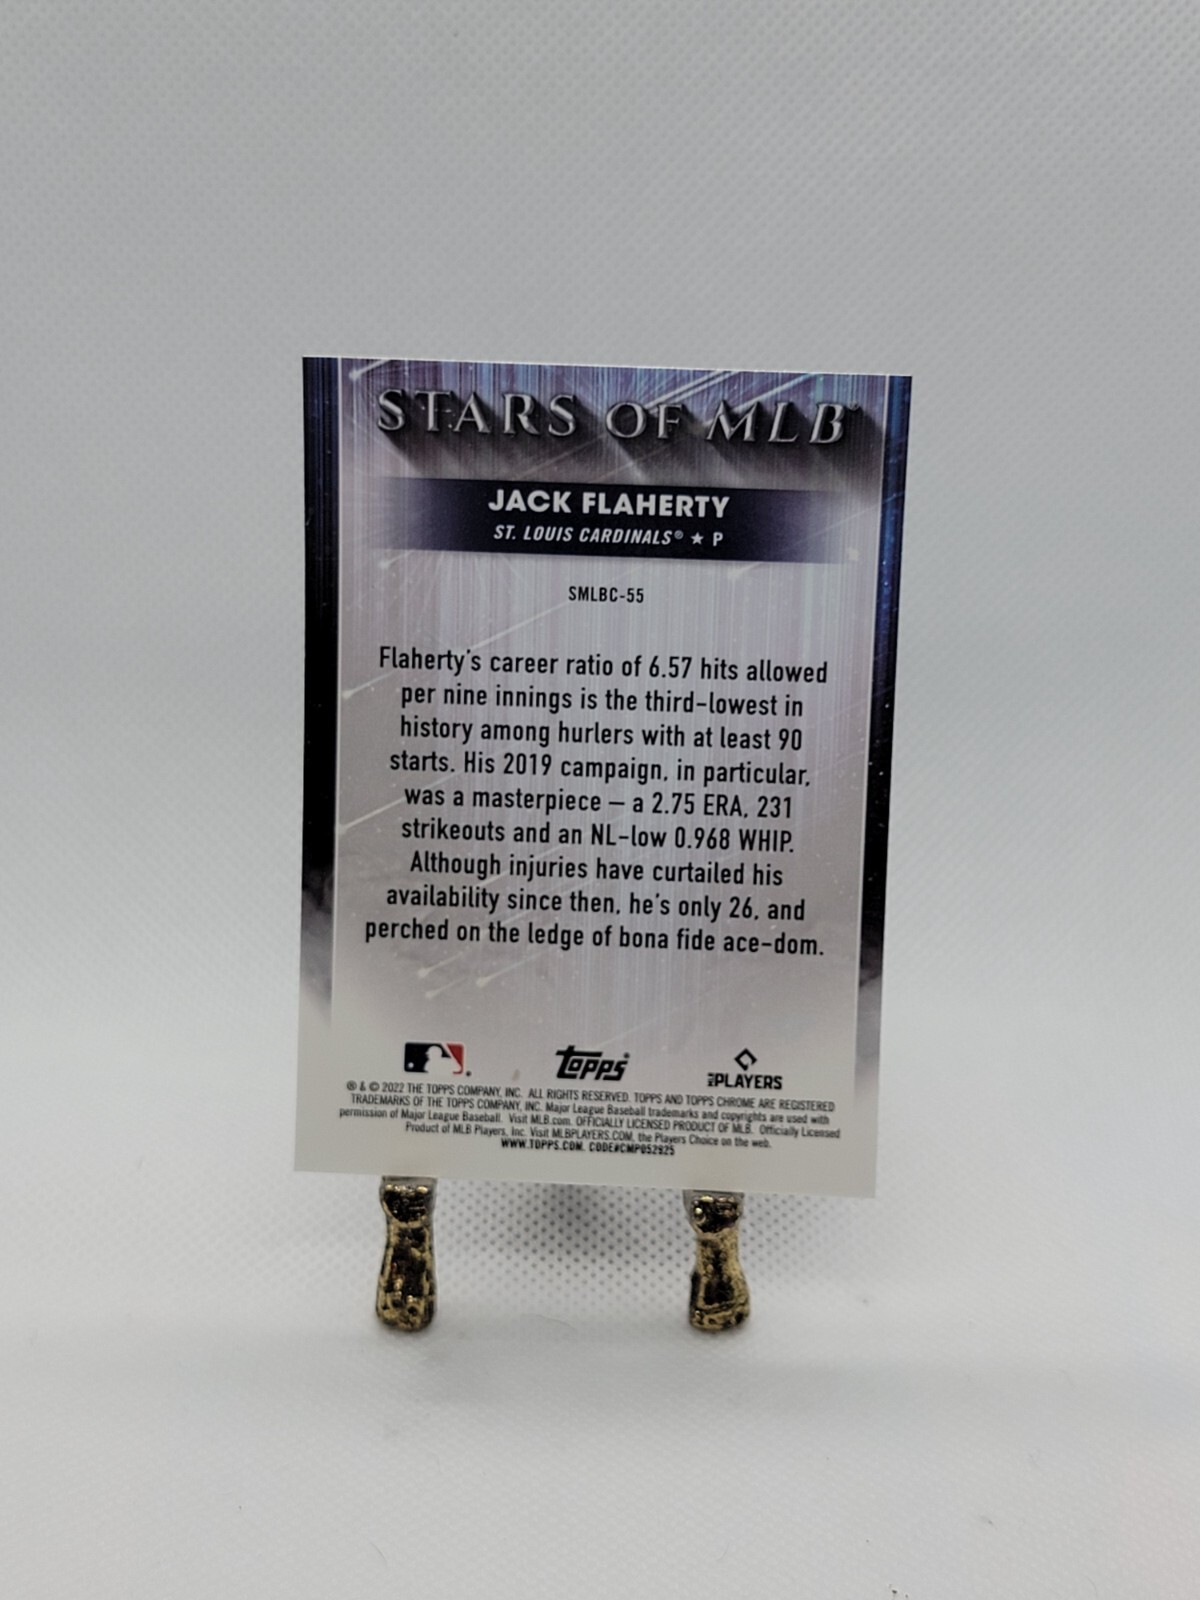 STARS OF MLB®
JACK FLAHERTY
ST. LOUIS CARDINALS® ★ P
SMLBC-55
Flaherty's career ratio of 6.57 hits allowed
per nine innings is the third-lowest in
history among hurlers with at least 90
starts. His 2019 campaign, in particular,
was a masterpiece — a 2.75 ERA, 231
strikeouts and an NL-low 0.968 WHIP.
Although injuries have curtailed his
availability since then, he's only 26, and
perched on the ledge of bona fide ace-dom.
topps®
MLB PLAYERS
® & © 2022 THE TOPPS COMPANY, INC. ALL RIGHTS RESERVED. TOPPS AND TOPPS CHROME ARE REGISTERED
TRADEMARKS OF THE TOPPS COMPANY, INC. Major League Baseball trademarks and copyrights are used with
permission of Major League Baseball. Visit MLB.com. OFFICIALLY LICENSED PRODUCT OF MLB. Officially Licensed
Product of MLB Players, Inc. Visit MLBPLAYERS.COM, the Players Choice on the web.
WWW.TOPPS.COM. CODE#CMP052925